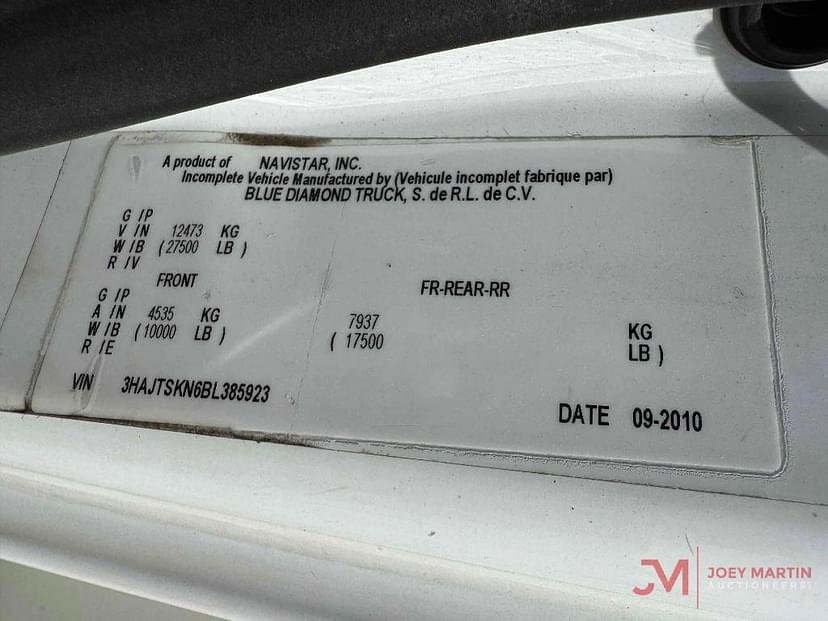 A product of NAVISTAR, INC.
Incomplete Vehicle Manufactured by (Vehicule incomplet fabrique par)
BLUE DIAMOND TRUCK, S. de R.L. de C.V.
G /P
V /N 12473 KG
W /B ( 27500 LB )
R /V
FRONT FR-REAR-RR
G /P
A /N 4535 KG 7937 KG
W /B ( 10000 LB ) ( 17500 LB )
R /E
VIN 3HAJTSKN6BL385923
DATE 09-2010
JM JOEY MARTIN
AUCTIONEERS!